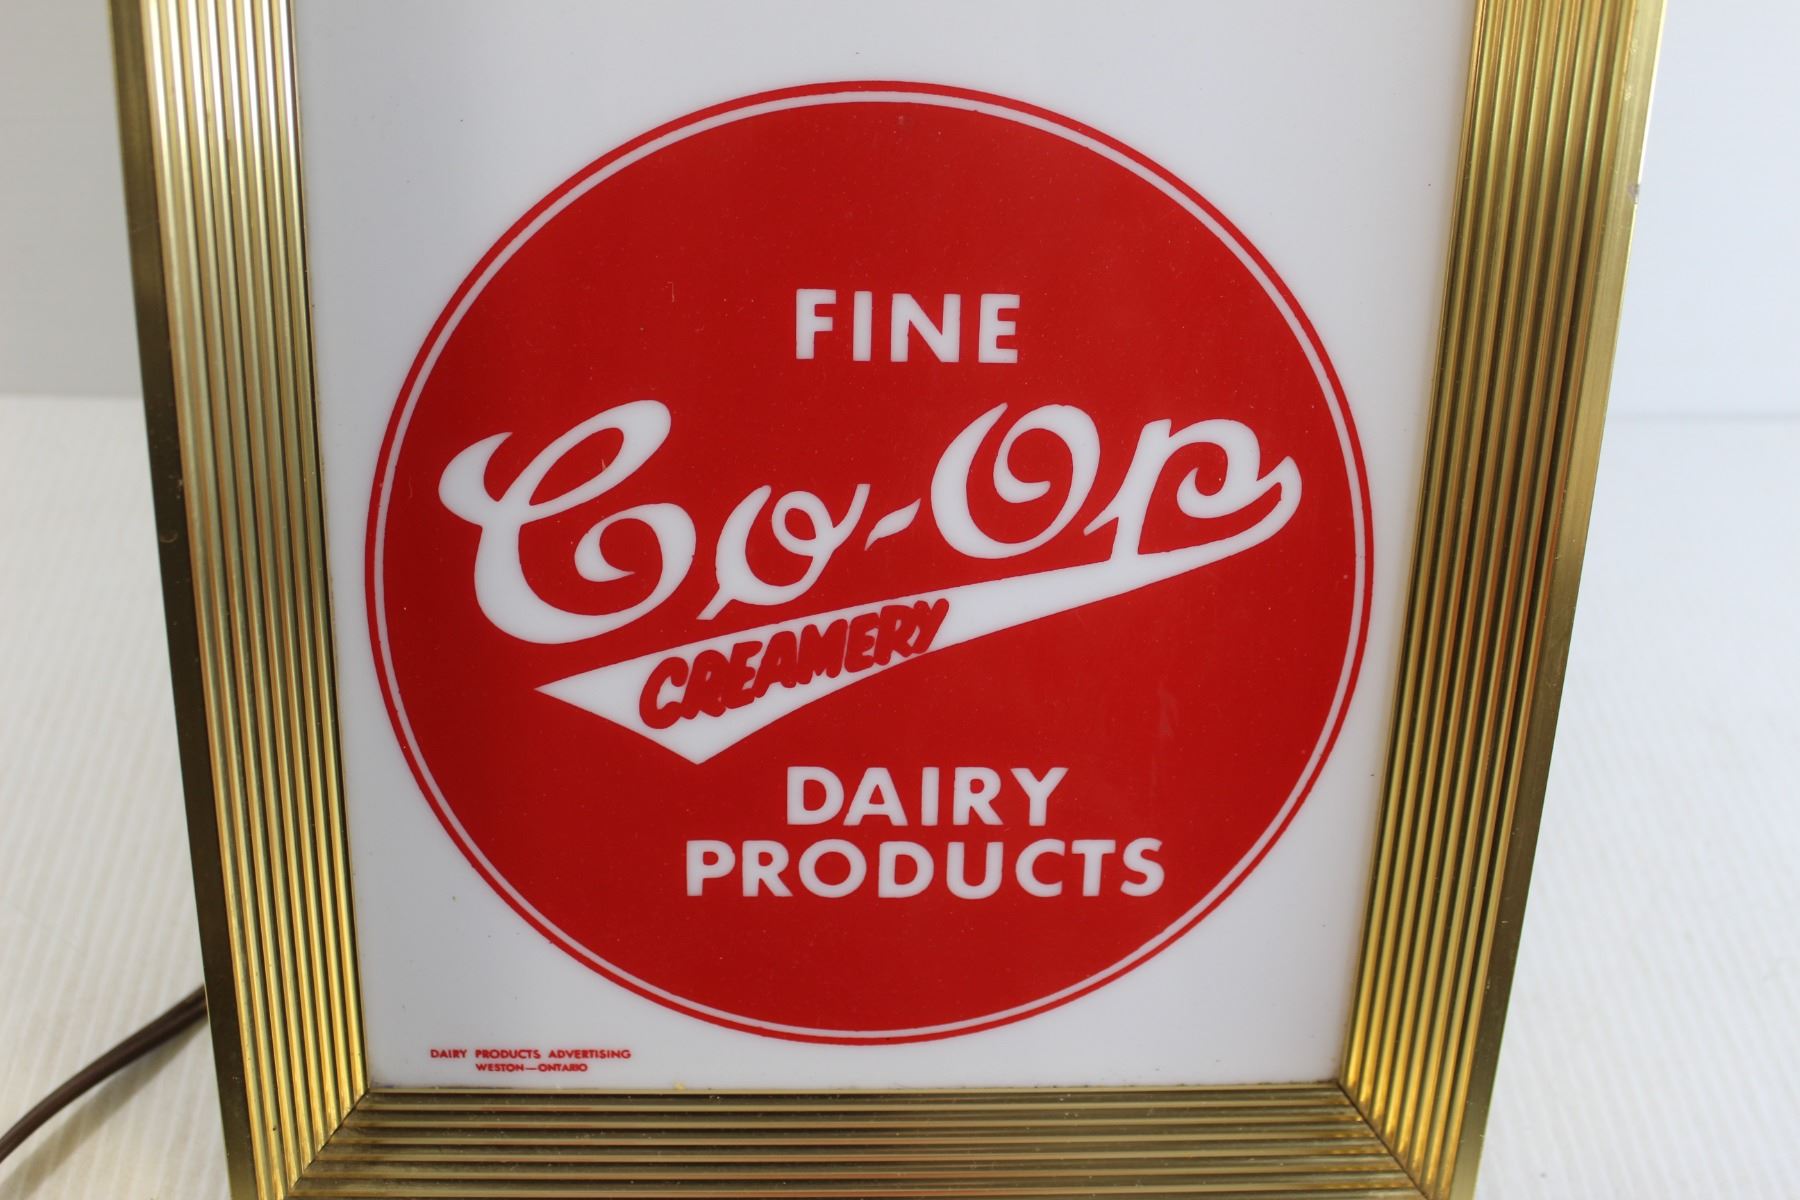 FINE
Co-Op
CREAMERY
DAIRY
PRODUCTS
DAIRY PRODUCTS ADVERTISING
WESTON—ONTARIO